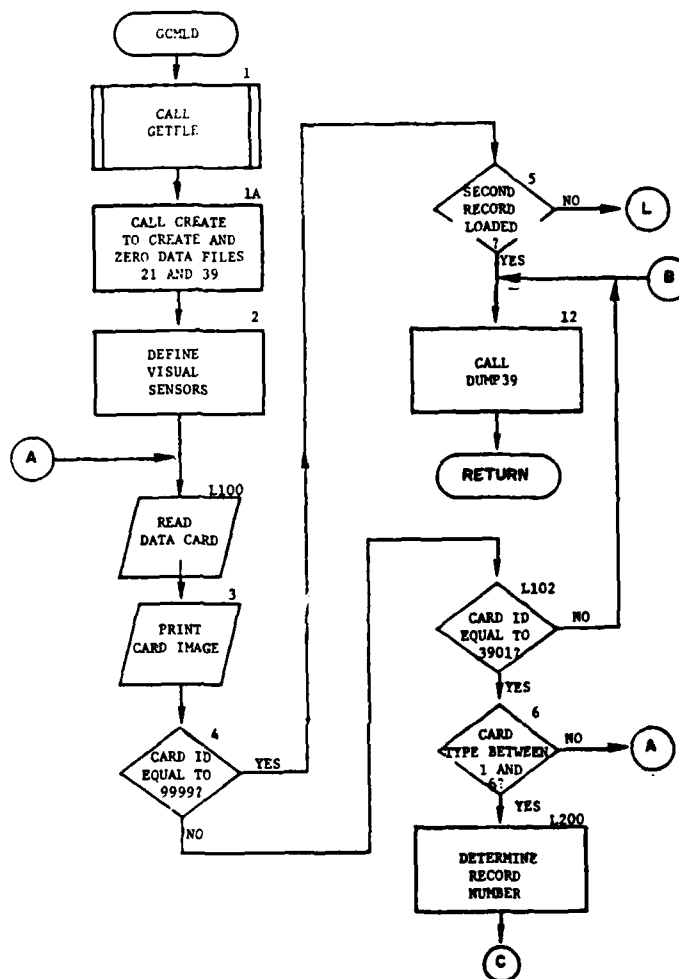 GCMLD
1
CALL
GETFLE
1A
CALL CREATE
TO CREATE AND
ZERO DATA FILES
21 AND 39
2
DEFINE
VISUAL
SENSORS
A
L100
READ
DATA CARD
3
PRINT
CARD IMAGE
4
CARD ID
EQUAL TO
9999?
YES
NO
5
SECOND
RECORD
LOADED
?
NO
L
YES
B
12
CALL
DUMP39
RETURN
L102
CARD ID
EQUAL TO
3901?
NO
YES
6
CARD
TYPE BETWEEN
1 AND
6?
NO
A
YES
L200
DETERMINE
RECORD
NUMBER
C